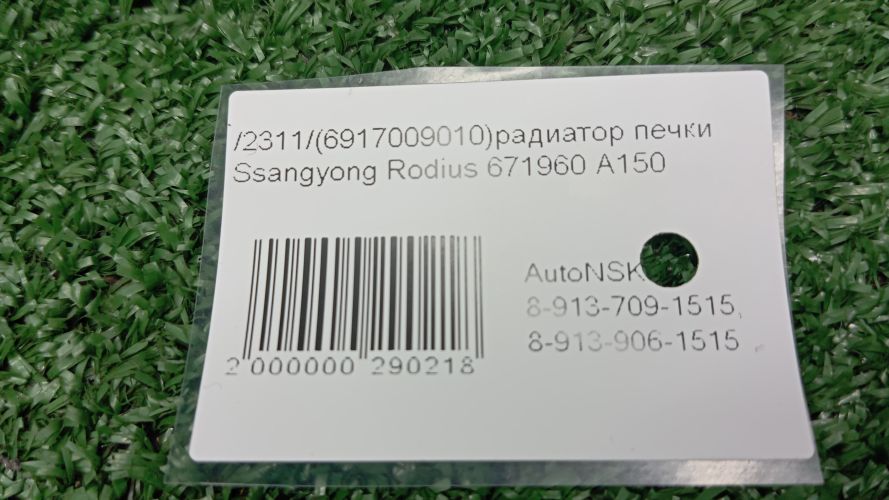 /2311/(6917009010)радиатор печки
Ssangyong Rodius 671960 A150
AutoNSK
8-913-709-1515,
8-913-906-1515
2 000000 290218